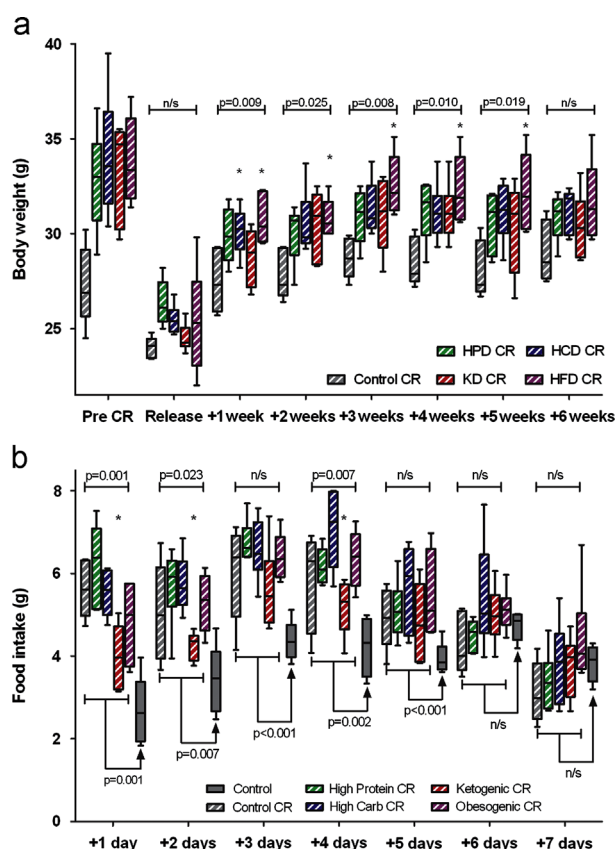 a
Body weight (g)
40
35
30
25
n/s
p=0.009
p=0.025
p=0.008
p=0.010
p=0.019
n/s
* * * * * *
HPD CR HCD CR
Control CR KD CR HFD CR
Pre CR Release +1 week +2 weeks +3 weeks +4 weeks +5 weeks +6 weeks
b
Food intake (g)
8
6
4
2
0
p=0.001 p=0.023 n/s p=0.007 n/s n/s n/s
* * *
p=0.001 p=0.007 p<0.001 p=0.002 p<0.001 n/s n/s
Control High Protein CR Ketogenic CR
Control CR High Carb CR Obesogenic CR
+1 day +2 days +3 days +4 days +5 days +6 days +7 days